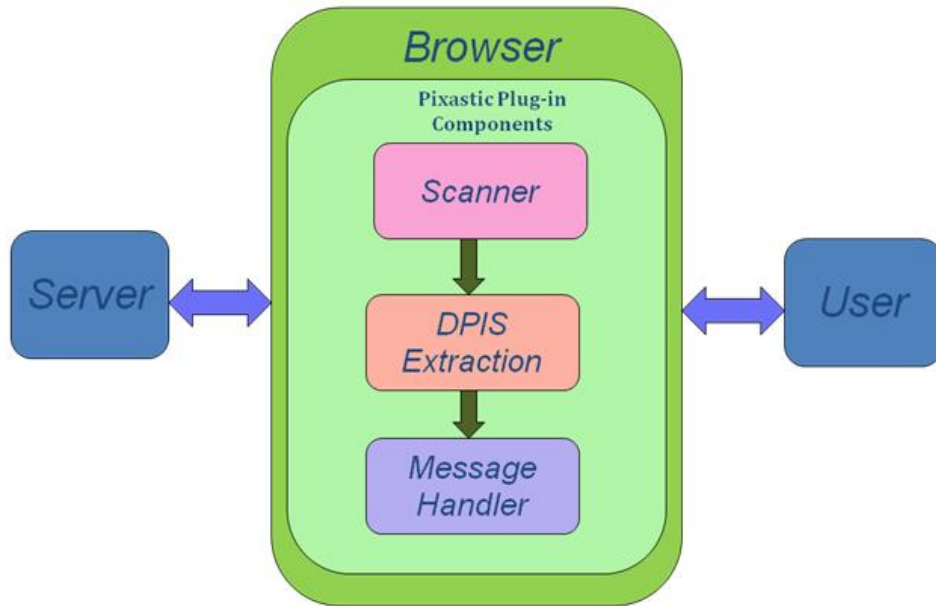 Browser
Pixastic Plug-in
Components
Scanner
Server
DPIS
Extraction
User
Message
Handler